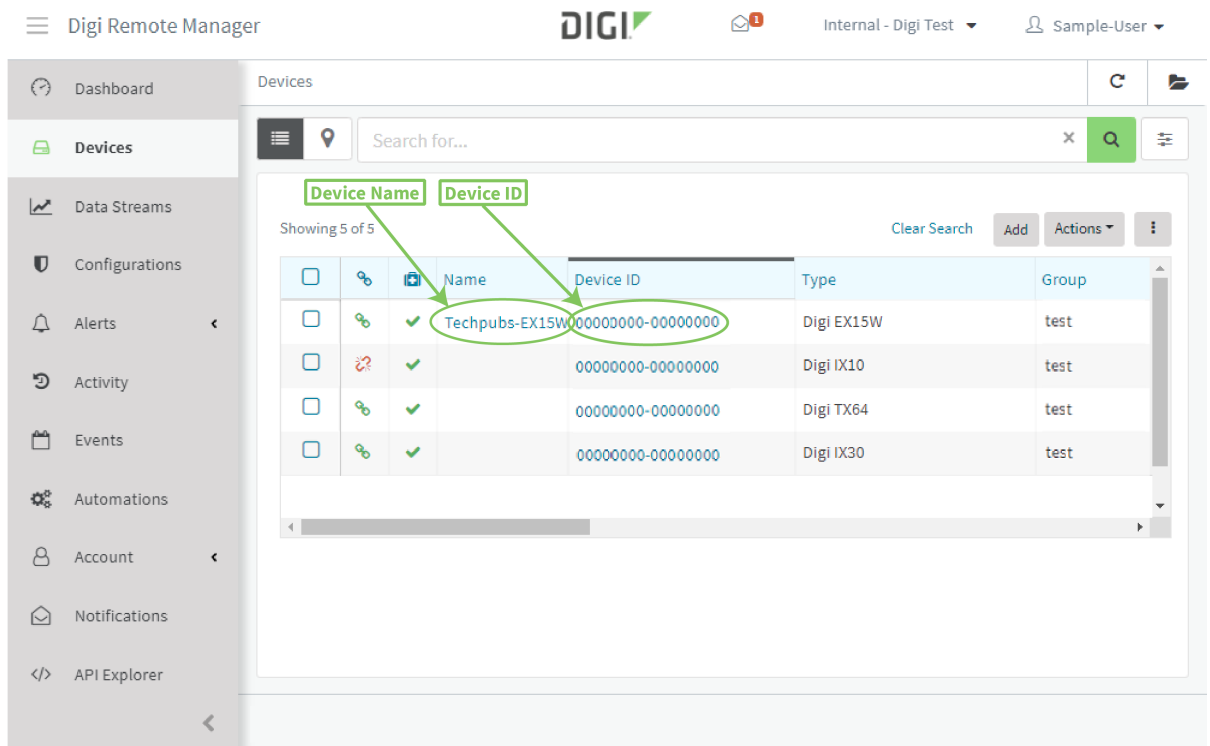 Digi Remote Manager
DIGI
1
Internal - Digi Test
Sample-User
Dashboard
Devices
Data Streams
Configurations
Alerts
Activity
Events
Automations
Account
Notifications
API Explorer
Devices
Search for...
Device Name Device ID
Showing 5 of 5 Clear Search Add Actions
Name Device ID Type Group
Techpubs-EX15W 00000000-00000000 Digi EX15W test
00000000-00000000 Digi IX10 test
00000000-00000000 Digi TX64 test
00000000-00000000 Digi IX30 test